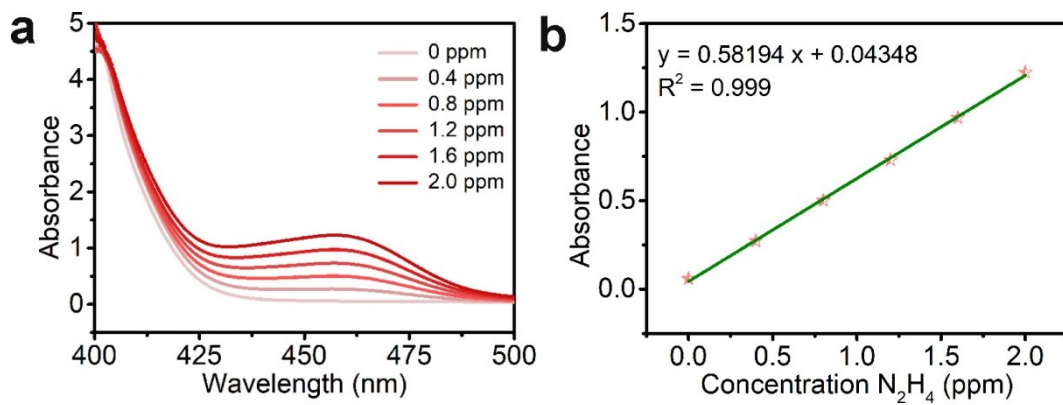 a
5
4
3
2
1
0
Absorbance
0 ppm
0.4 ppm
0.8 ppm
1.2 ppm
1.6 ppm
2.0 ppm
400 425 450 475 500
Wavelength (nm)
b
1.5
1.0
0.5
0.0
Absorbance
y = 0.58194 x + 0.04348
R² = 0.999
0.0 0.5 1.0 1.5 2.0
Concentration N₂H₄ (ppm)